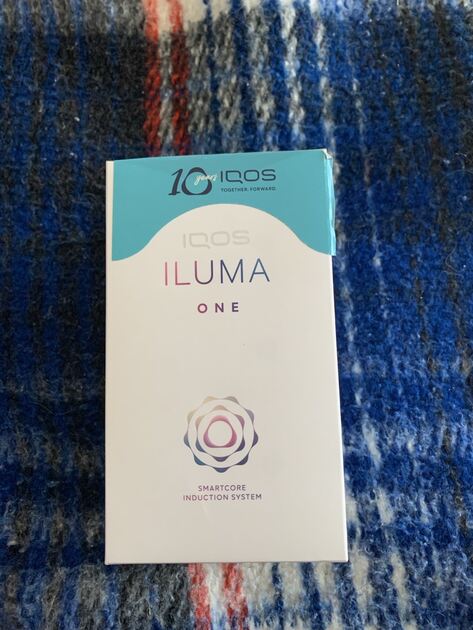 10 years IQOS
TOGETHER. FORWARD.
IQOS
ILUMA
ONE
SMARTCORE
INDUCTION SYSTEM